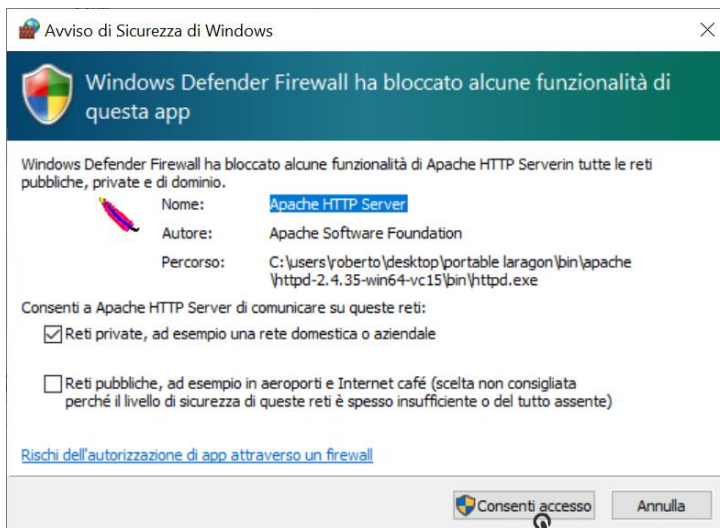 Avviso di Sicurezza di Windows
Windows Defender Firewall ha bloccato alcune funzionalità di
questa app
Windows Defender Firewall ha bloccato alcune funzionalità di Apache HTTP Serverin tutte le reti
pubbliche, private e di dominio.
Nome: Apache HTTP Server
Autore: Apache Software Foundation
Percorso: C:\users\roberto\desktop\portable laragon\bin\apache
\httpd-2.4.35-win64-vc15\bin\httpd.exe
Consenti a Apache HTTP Server di comunicare su queste reti:
Reti private, ad esempio una rete domestica o aziendale
Reti pubbliche, ad esempio in aeroporti e Internet café (scelta non consigliata
perché il livello di sicurezza di queste reti è spesso insufficiente o del tutto assente)
Rischi dell'autorizzazione di app attraverso un firewall
Consenti accesso Annulla